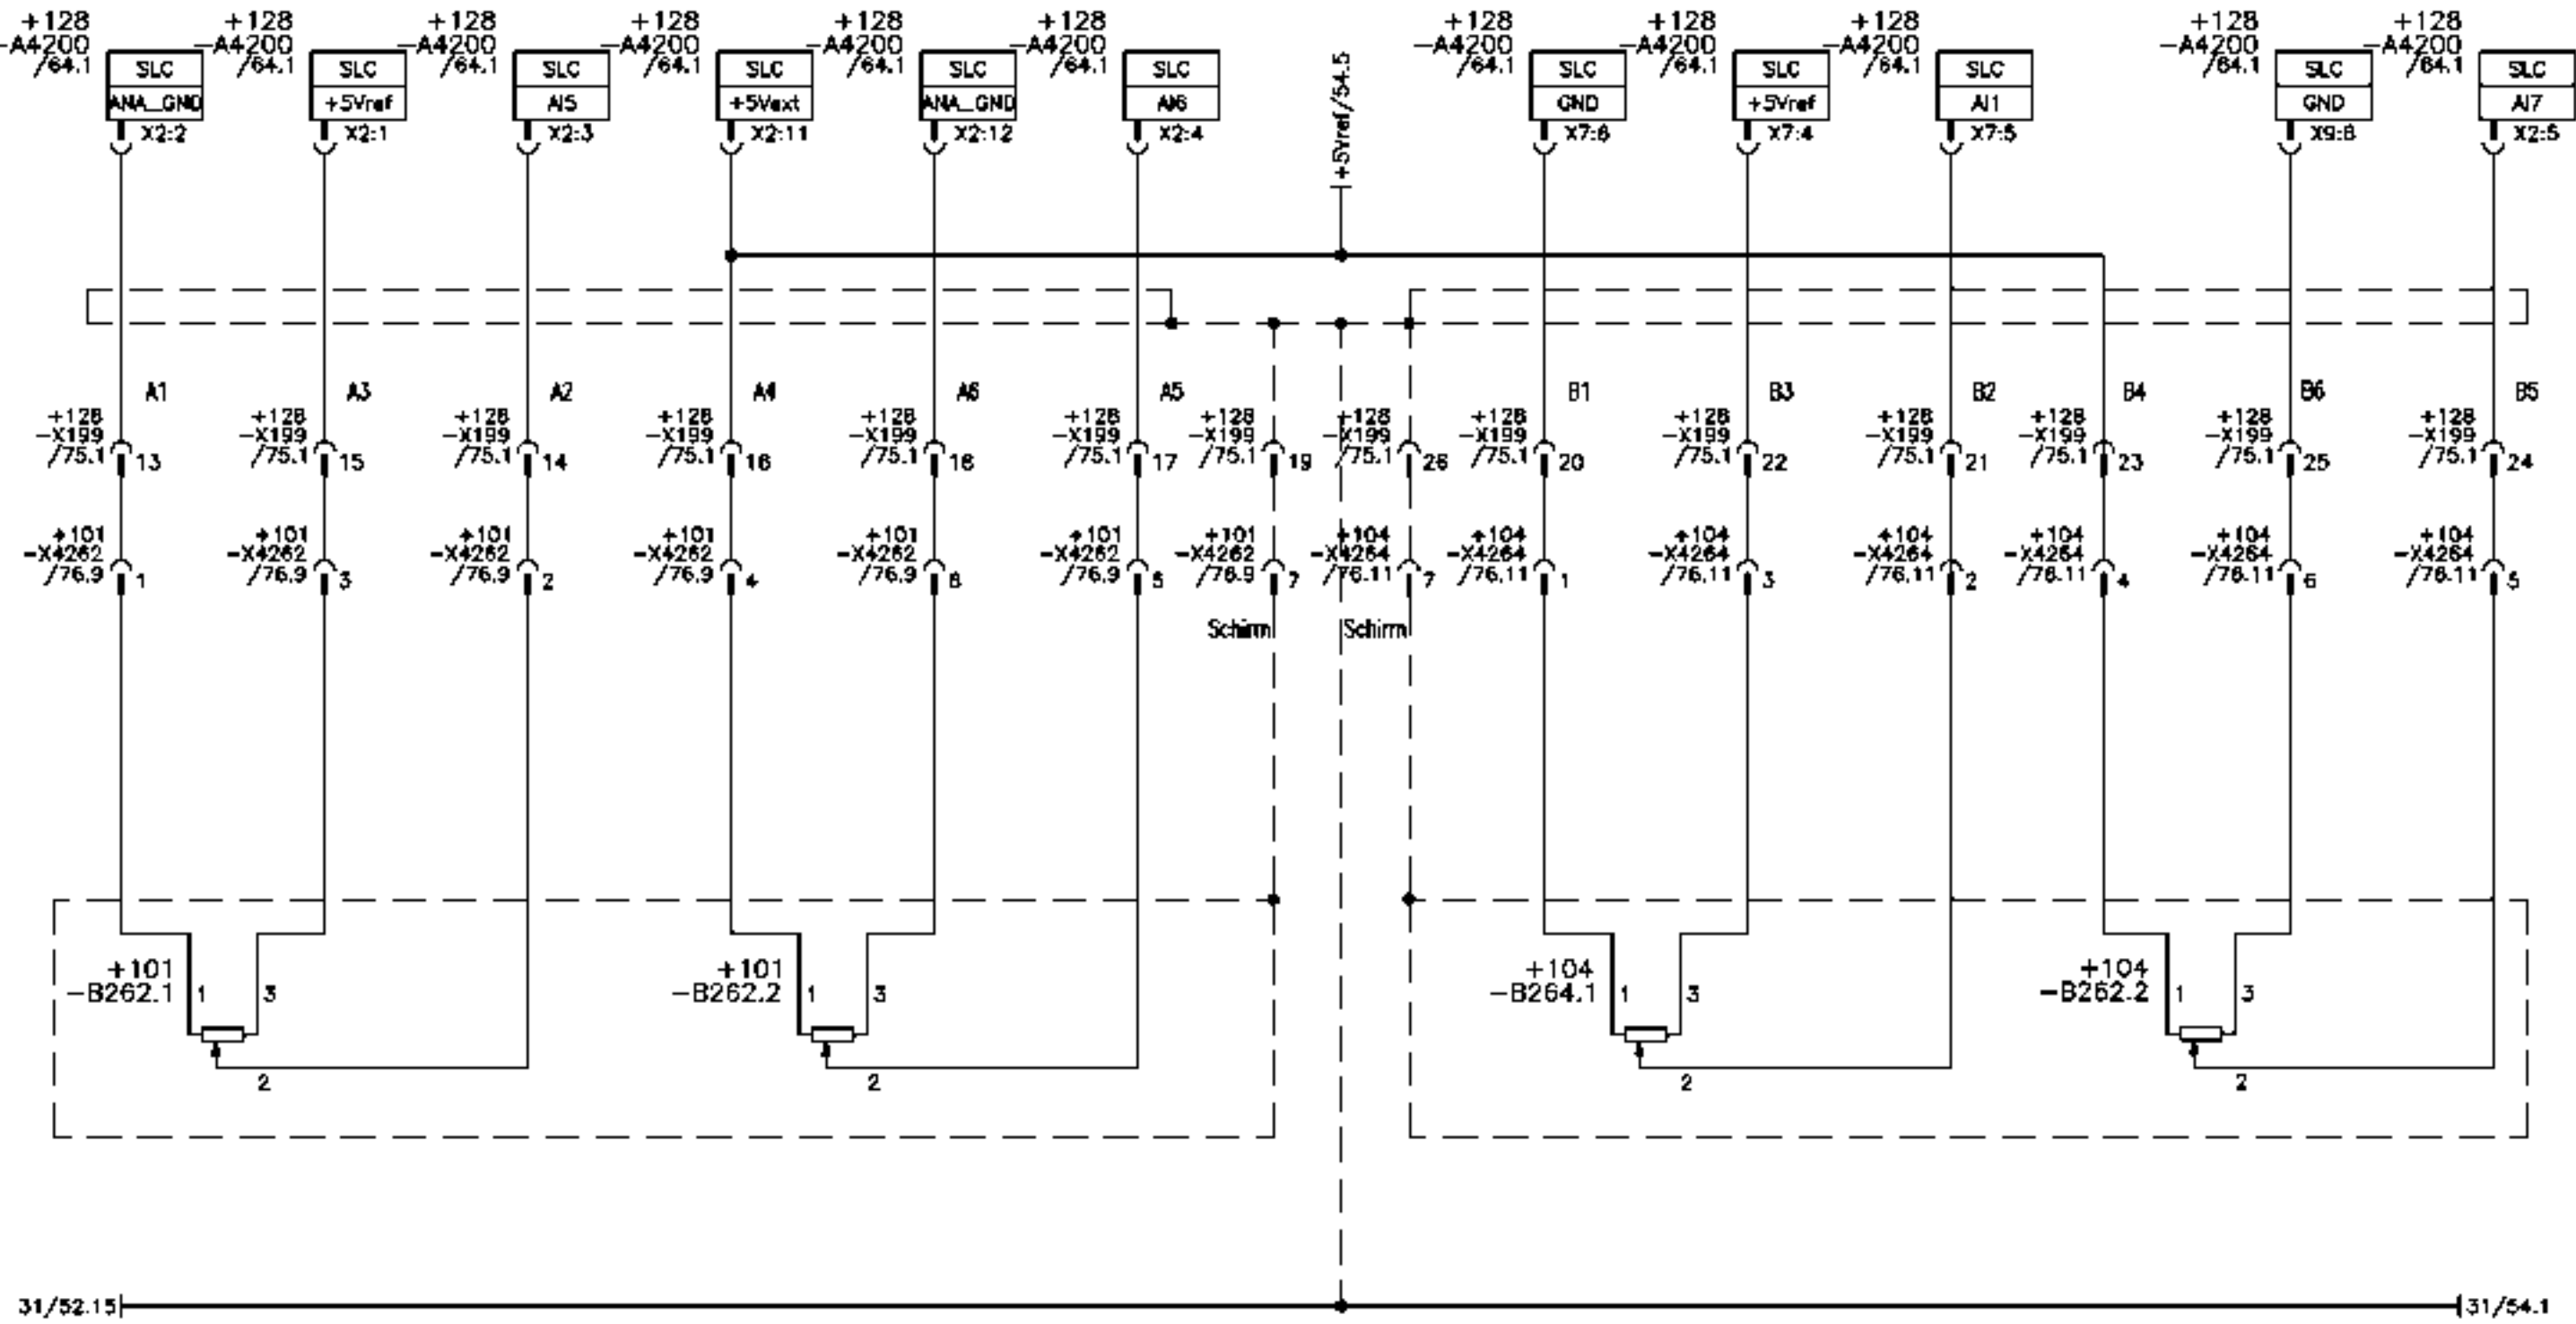 +128 +128 +128 +128 +128 +128 +128 +128 +128 +128 +128
-A4200 -A4200 -A4200 -A4200 -A4200 -A4200 -A4200 -A4200 -A4200 -A4200 -A4200
/64.1 /64.1 /64.1 /64.1 /64.1 /64.1 /64.1 /64.1 /64.1 /64.1 /64.1
SLC SLC SLC SLC SLC SLC SLC SLC SLC SLC SLC
ANA_GND +5Vref AI5 +5Vext ANA_GND AI6 GND +5Vref AI1 GND AI7
X2:2 X2:1 X2:3 X2:11 X2:12 X2:4 X7:6 X7:4 X7:5 X9:8 X2:5
+5Vref/54.5
A1 A3 A2 A4 A6 A5 B1 B3 B2 B4 B6 B5
+128 +128 +128 +128 +128 +128 +128 +128 +128 +128 +128 +128 +128 +128
-X199 -X199 -X199 -X199 -X199 -X199 -X199 -X199 -X199 -X199 -X199 -X199 -X199 -X199
/75.1 13 /75.1 15 /75.1 14 /75.1 16 /75.1 18 /75.1 17 /75.1 19 /75.1 26 /75.1 20 /75.1 22 /75.1 21 /75.1 23 /75.1 25 /75.1 24
+101 +101 +101 +101 +101 +101 +101 +104 +104 +104 +104 +104 +104 +104
-X4262 -X4262 -X4262 -X4262 -X4262 -X4262 -X4262 -X4264 -X4264 -X4264 -X4264 -X4264 -X4264 -X4264
/76.9 1 /76.9 3 /76.9 2 /76.9 4 /76.9 6 /76.9 5 /76.9 7 /76.11 7 /76.11 1 /76.11 3 /76.11 2 /76.11 4 /76.11 6 /76.11 5
Schirm Schirm
+101 +101 +104 +104
-B262.1 1 3 -B262.2 1 3 -B264.1 1 3 -B262.2 1 3
2 2 2 2
31/52.15 31/54.1